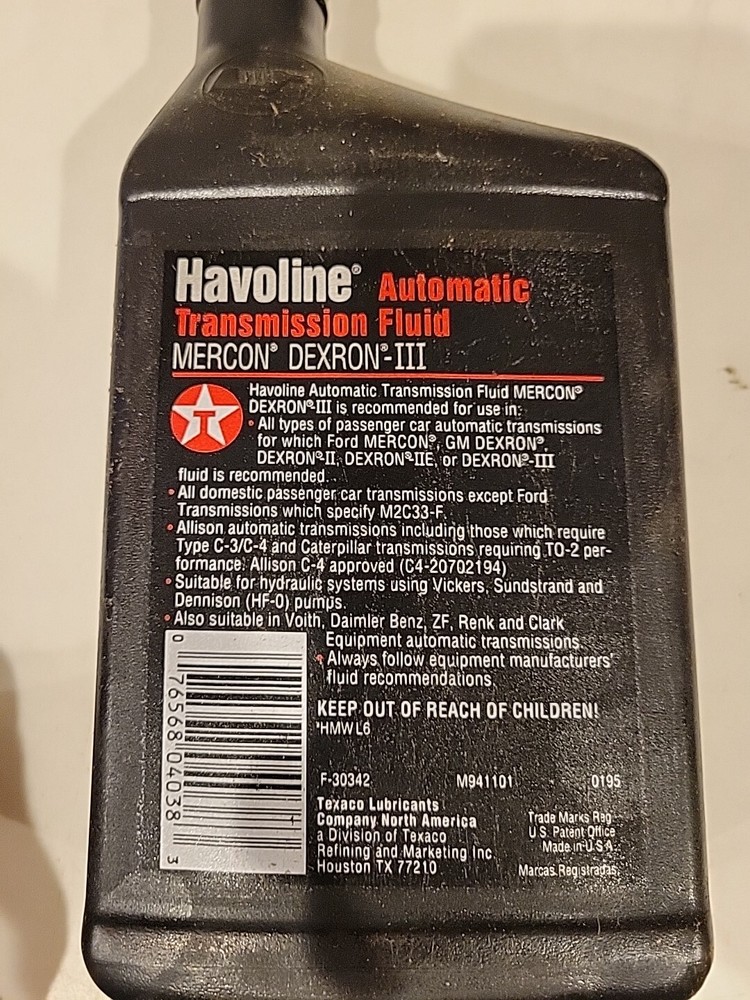 Havoline® Automatic
Transmission Fluid
MERCON® DEXRON®-III
Havoline Automatic Transmission Fluid MERCON®
DEXRON®-III is recommended for use in:
• All types of passenger car automatic transmissions
for which Ford MERCON®, GM DEXRON®,
DEXRON®-II, DEXRON®-IIE, or DEXRON®-III
fluid is recommended.
• All domestic passenger car transmissions except Ford
Transmissions which specify M2C33-F.
• Allison automatic transmissions including those which require
Type C-3/C-4 and Caterpillar transmissions requiring TO-2 per-
formance. Allison C-4 approved (C4-20702194)
• Suitable for hydraulic systems using Vickers, Sundstrand and
Dennison (HF-0) pumps.
• Also suitable in Voith, Daimler Benz, ZF, Renk and Clark
Equipment automatic transmissions.
• Always follow equipment manufacturers'
fluid recommendations.
KEEP OUT OF REACH OF CHILDREN!
*HMWL6
F-30342 M941101 0195
Texaco Lubricants
Company North America
a Division of Texaco
Refining and Marketing Inc.
Houston TX 77210
Trade Marks Reg.
U.S. Patent Office
Made in U.S.A.
Marcas Registradas.
0 76568 04038 3
T